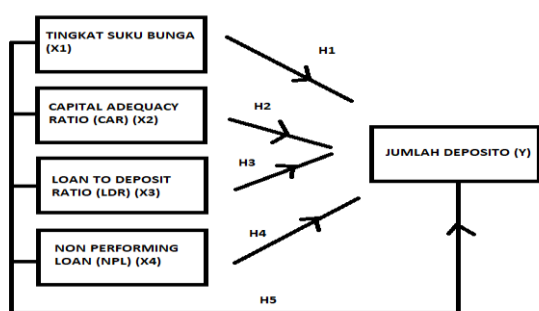 TINGKAT SUKU BUNGA
(X1)
H1
CAPITAL ADEQUACY
RATIO (CAR) (X2)
H2
JUMLAH DEPOSITO (Y)
LOAN TO DEPOSIT
RATIO (LDR) (X3)
H3
NON PERFORMING
LOAN (NPL) (X4)
H4
H5